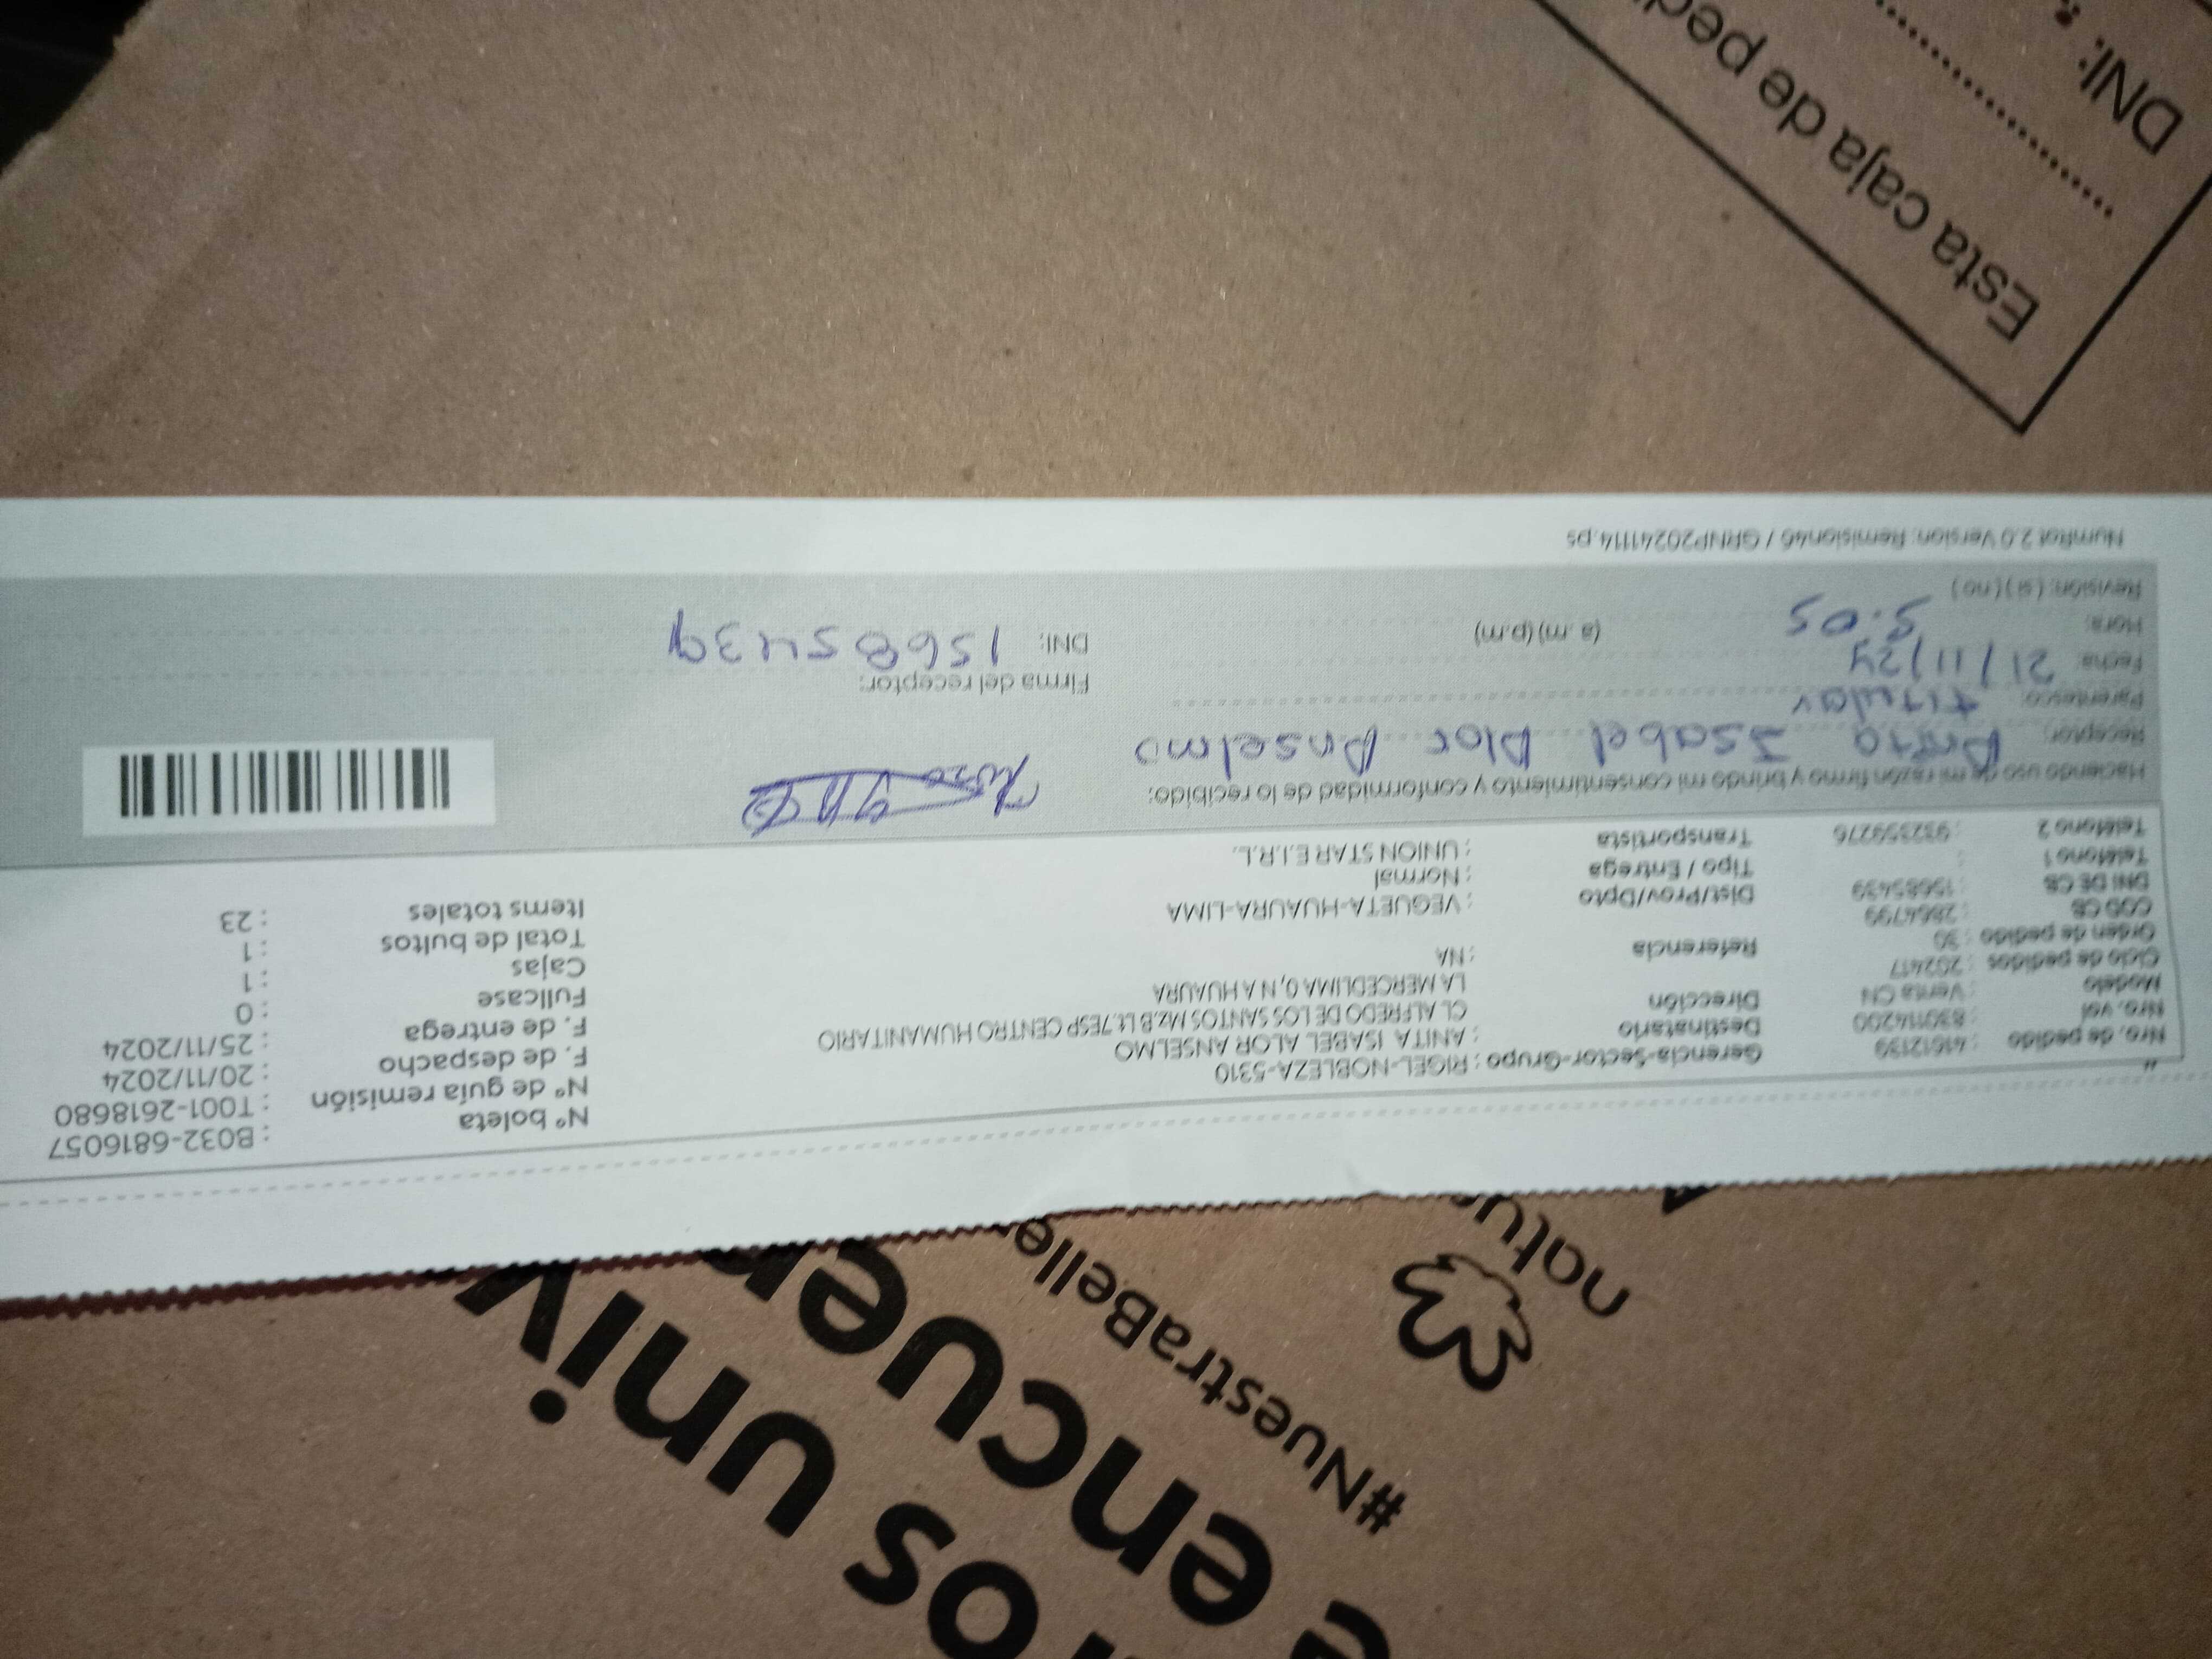 Nº boleta : B032-6816057
Nº de guía remisión : T001-2618680
F. de despacho : 20/11/2024
F. de entrega : 25/11/2024
Fullcase : 0
Cajas : 1
Total de bultos : 1
Items totales : 23
Gerencia-Sector-Grupo : RIGEL-NOBLEZA-5310
Destinatario : ANITA ISABEL ALOR ANSELMO
Dirección CL ALFREDO DE LOS SANTOS Mz.B Lt.7ESP CENTRO HUMANITARIO
LA MERCEDLIMA 0, N A HUAURA
Referencia : NA
Dist/Prov/Dpto : VEGUETA-HUAURA-LIMA
Tipo / Entrega : Normal
Transportista : UNION STAR E.I.R.L.
Nro. de pedido : 41612139
Nro. vol : 830114200
Modelo : Venta CN
Ciclo de pedidos : 202417
Orden de pedido : 30
COD CB : 2864799
DNI DE CB : 15685439
Teléfono 1 :
Teléfono 2 : 932359276
Haciendo uso de mi razón firmo y brindo mi consentimiento y conformidad de lo recibido:
Receptor: Anita Isabel Alor Anselmo
Parentesco: titular
Fecha: 21/11/24
Hora: 5.05 (a.m) (p.m)
Revisión: (si) (no)
Firma del receptor:
DNI: 15685439
NumRot 2.0 Version: Remision46 / GRNP20241114.ps
Esta caja de ped
DNI:
natu
#NuestraBelle
os univ
encuen